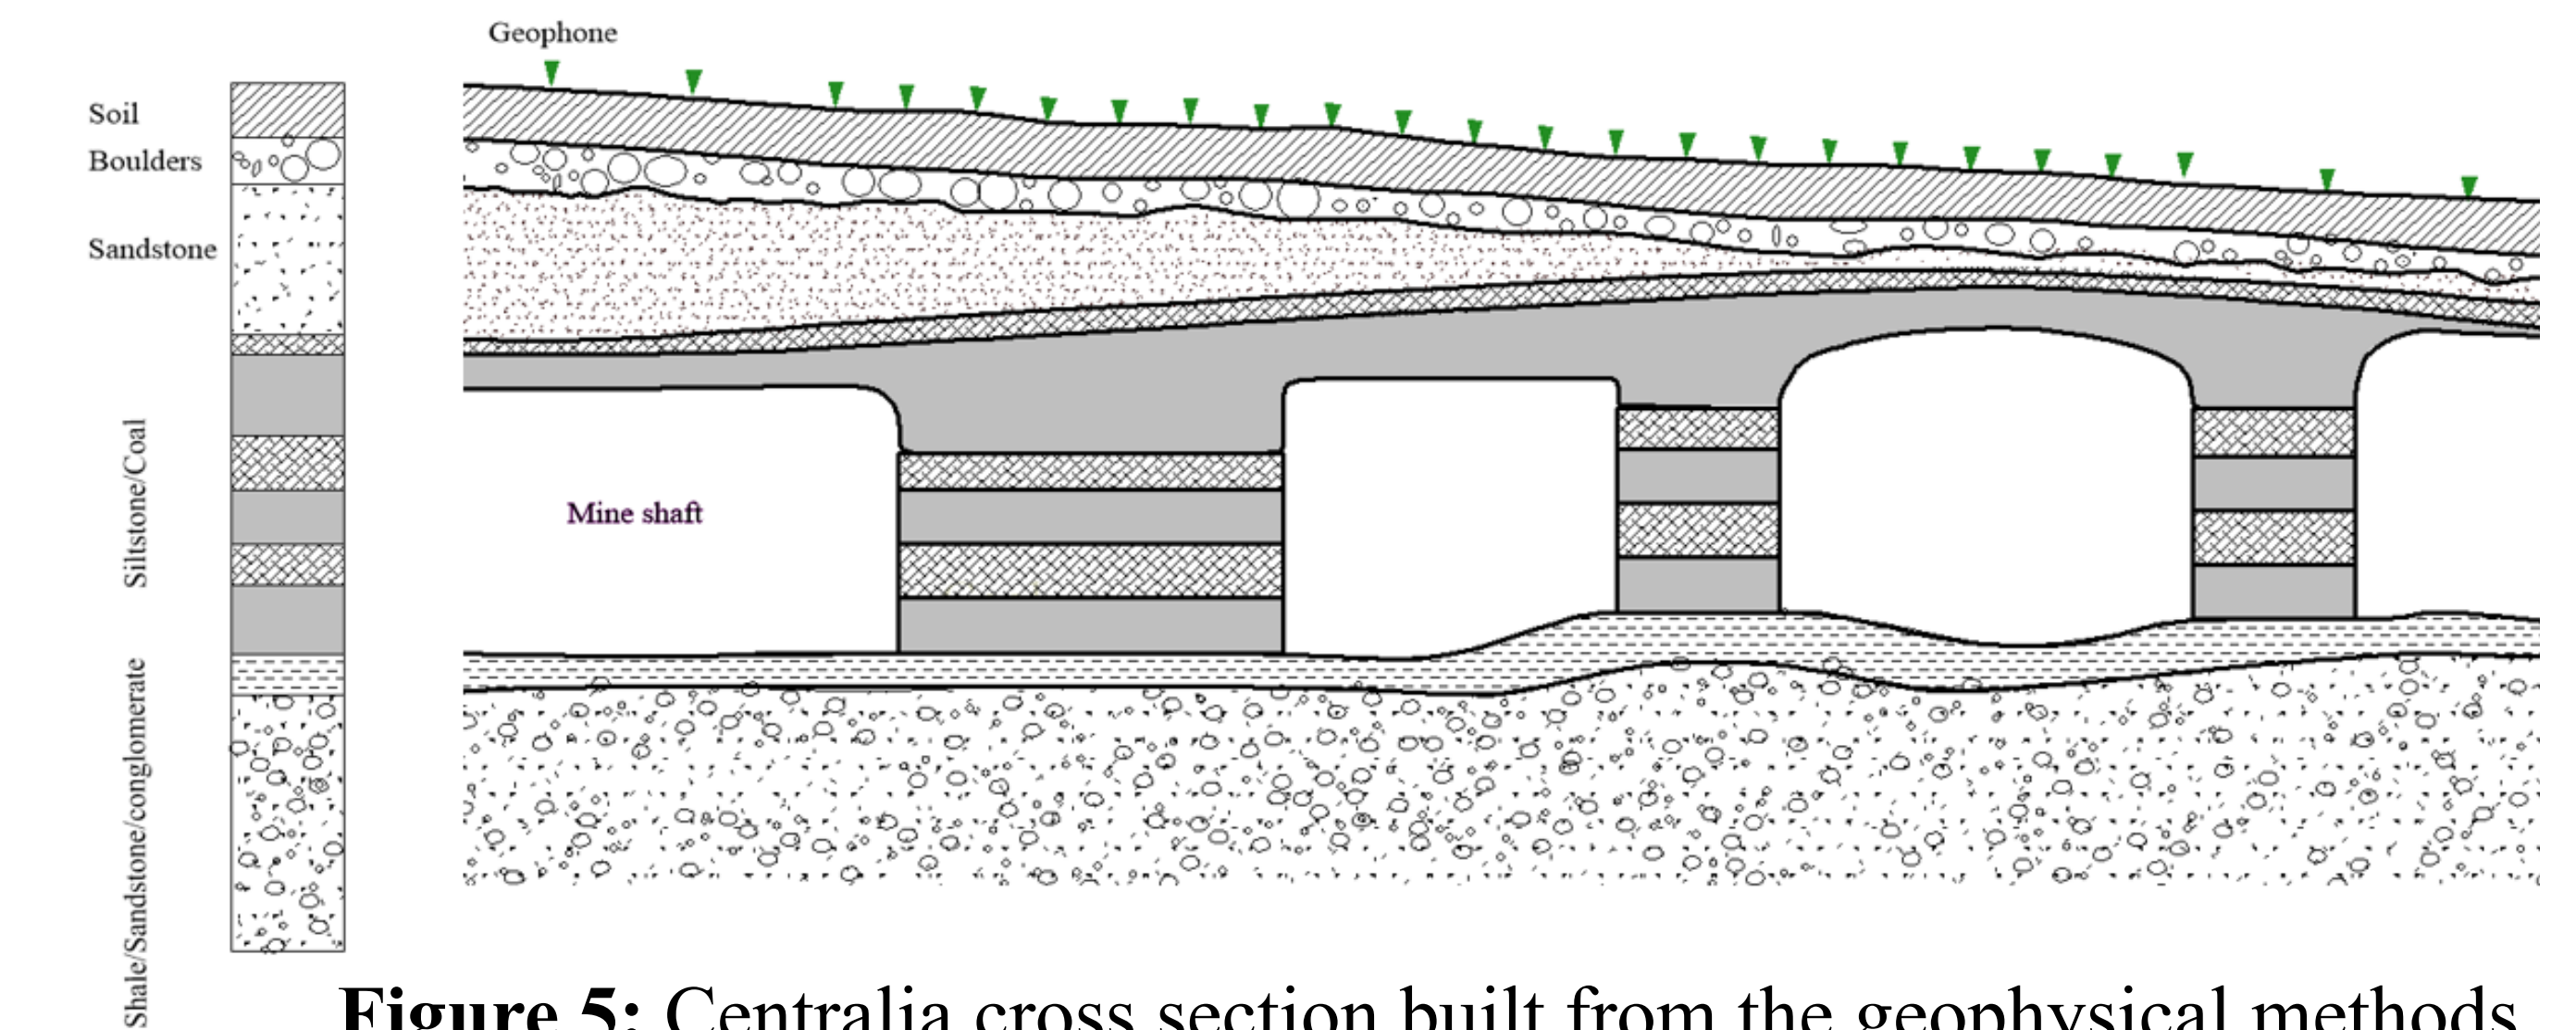 Geophone
Soil
Boulders
Sandstone
Siltstone/Coal
Mine shaft
Shale/Sandstone/conglomerate
Figure 5: Centralia cross section built from the geophysical methods